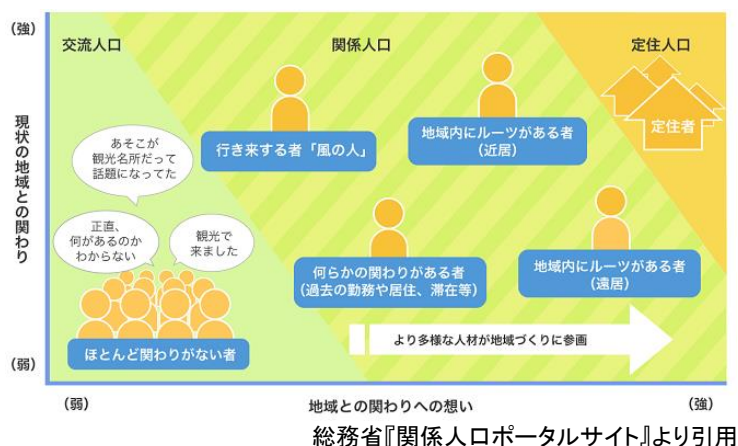 (強)
交流人口
関係人口
定住人口
現状の地域との関わり
あそこが
観光名所だって
話題になってた
行き来する者「風の人」
地域内にルーツがある者
(近居)
定住者
正直、
何があるのか
わからない
観光で
来ました
何らかの関わりがある者
(過去の勤務や居住、滞在等)
地域内にルーツがある者
(遠居)
ほとんど関わりがない者
より多様な人材が地域づくりに参画
(弱)
(弱)
地域との関わりへの想い
(強)
総務省『関係人口ポータルサイト』より引用